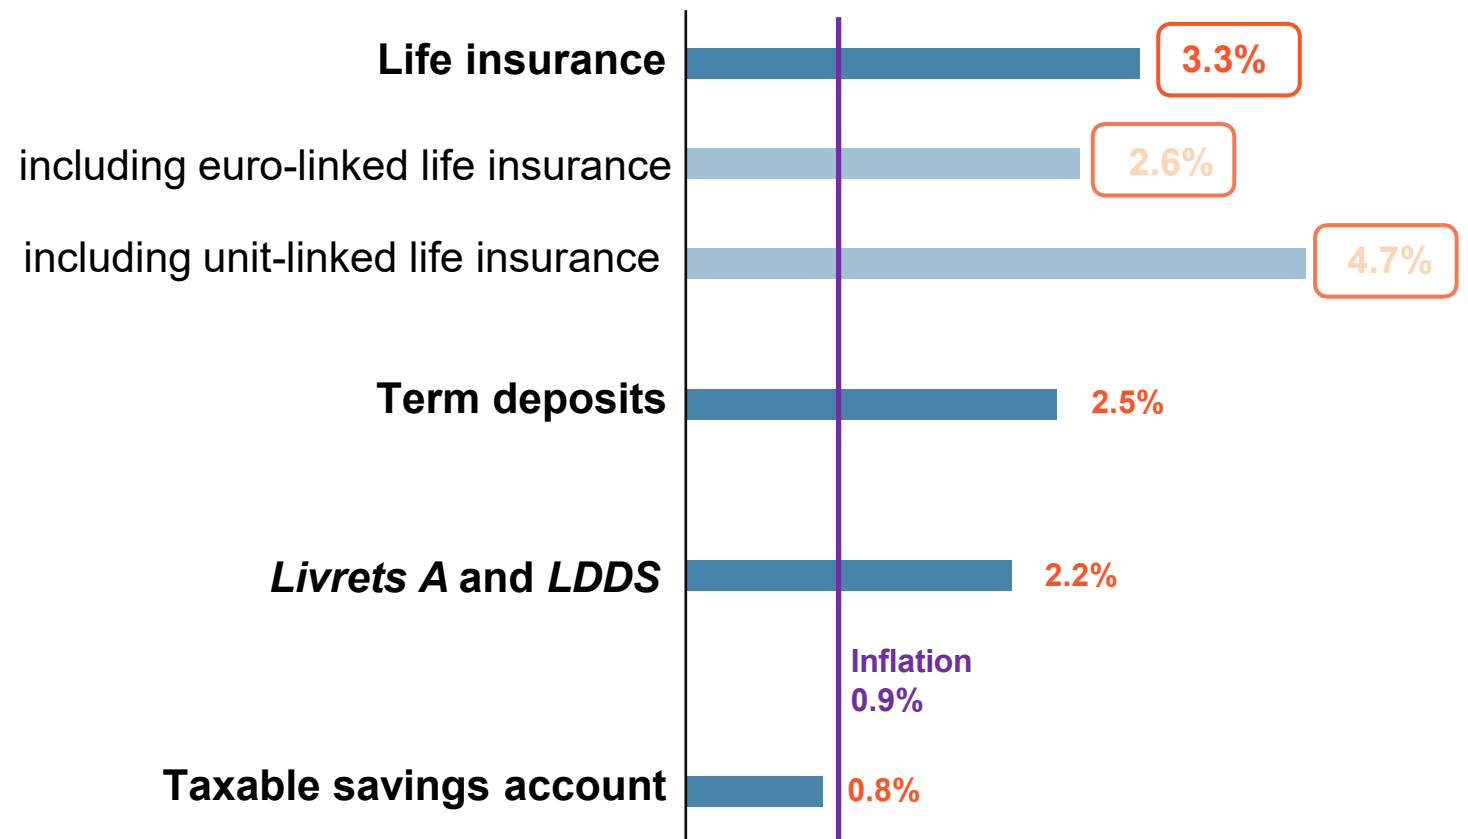 Life insurance 3.3%
including euro-linked life insurance 2.6%
including unit-linked life insurance 4.7%
Term deposits 2.5%
Livrets A and LDDS 2.2%
Inflation
0.9%
Taxable savings account 0.8%